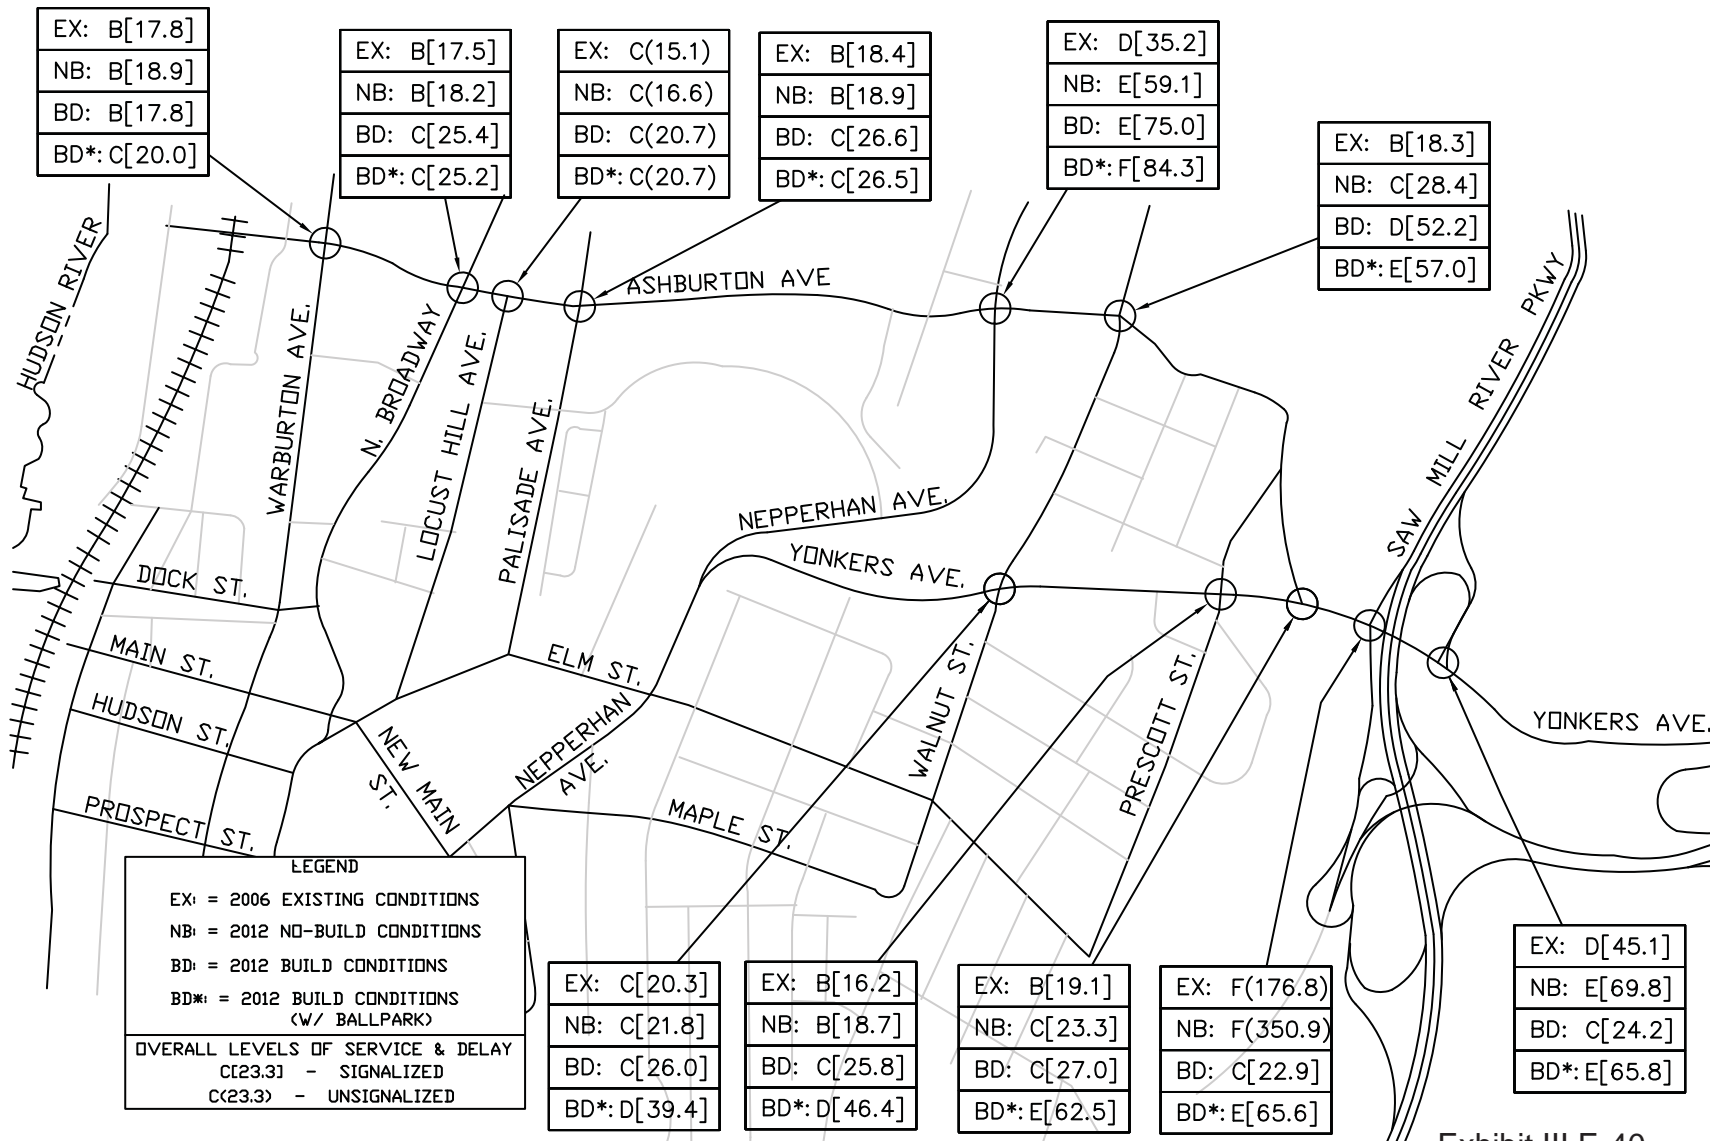 EX: B[17.8]
NB: B[18.9]
BD: B[17.8]
BD*: C[20.0]
EX: B[17.5]
NB: B[18.2]
BD: C[25.4]
BD*: C[25.2]
EX: C(15.1)
NB: C(16.6)
BD: C(20.7)
BD*: C(20.7)
EX: B[18.4]
NB: B[18.9]
BD: C[26.6]
BD*: C[26.5]
EX: D[35.2]
NB: E[59.1]
BD: E[75.0]
BD*: F[84.3]
EX: B[18.3]
NB: C[28.4]
BD: D[52.2]
BD*: E[57.0]
HUDSON RIVER
WARBURTON AVE.
N. BROADWAY
LOCUST HILL AVE.
PALISADE AVE.
ASHBURTON AVE
NEPPERHAN AVE.
YONKERS AVE.
SAW MILL RIVER PKWY
DOCK ST.
MAIN ST.
HUDSON ST.
PROSPECT ST.
ELM ST.
NEW MAIN
ST.
NEPPERHAN
AVE.
MAPLE ST.
WALNUT ST.
PRESCOTT ST.
YONKERS AVE.
LEGEND
EX: = 2006 EXISTING CONDITIONS
NB: = 2012 NO-BUILD CONDITIONS
BD: = 2012 BUILD CONDITIONS
BD*: = 2012 BUILD CONDITIONS
(W/ BALLPARK)
OVERALL LEVELS OF SERVICE & DELAY
C[23.3] - SIGNALIZED
C(23.3) - UNSIGNALIZED
EX: C[20.3]
NB: C[21.8]
BD: C[26.0]
BD*: D[39.4]
EX: B[16.2]
NB: B[18.7]
BD: C[25.8]
BD*: D[46.4]
EX: B[19.1]
NB: C[23.3]
BD: C[27.0]
BD*: E[62.5]
EX: F(176.8)
NB: F(350.9)
BD: C[22.9]
BD*: E[65.6]
EX: D[45.1]
NB: E[69.8]
BD: C[24.2]
BD*: E[65.8]